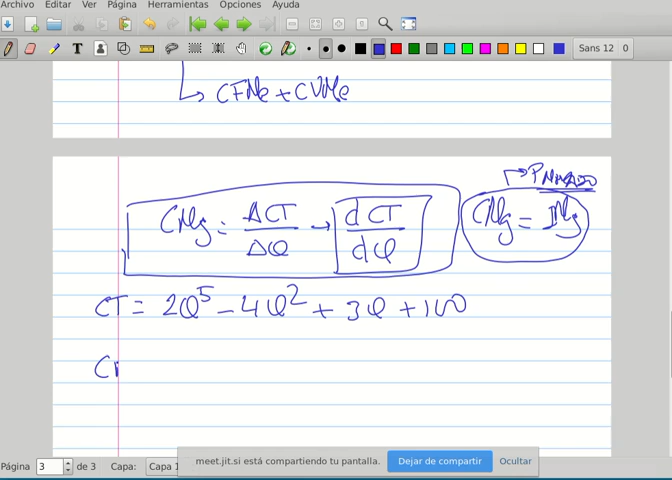 Archivo Editar Ver Página Herramientas Opciones Ayuda
Sans 12 0
↳ CFMe + CVMe
↱ P MERCADO
CMg = ΔCT/ΔQ → dCT/dQ CMg = IMg
CT = 2Q⁵ - 4Q² + 3Q + 100
CM
Página 3 de 3 Capa: Capa 1
meet.jit.si está compartiendo tu pantalla. Dejar de compartir Ocultar